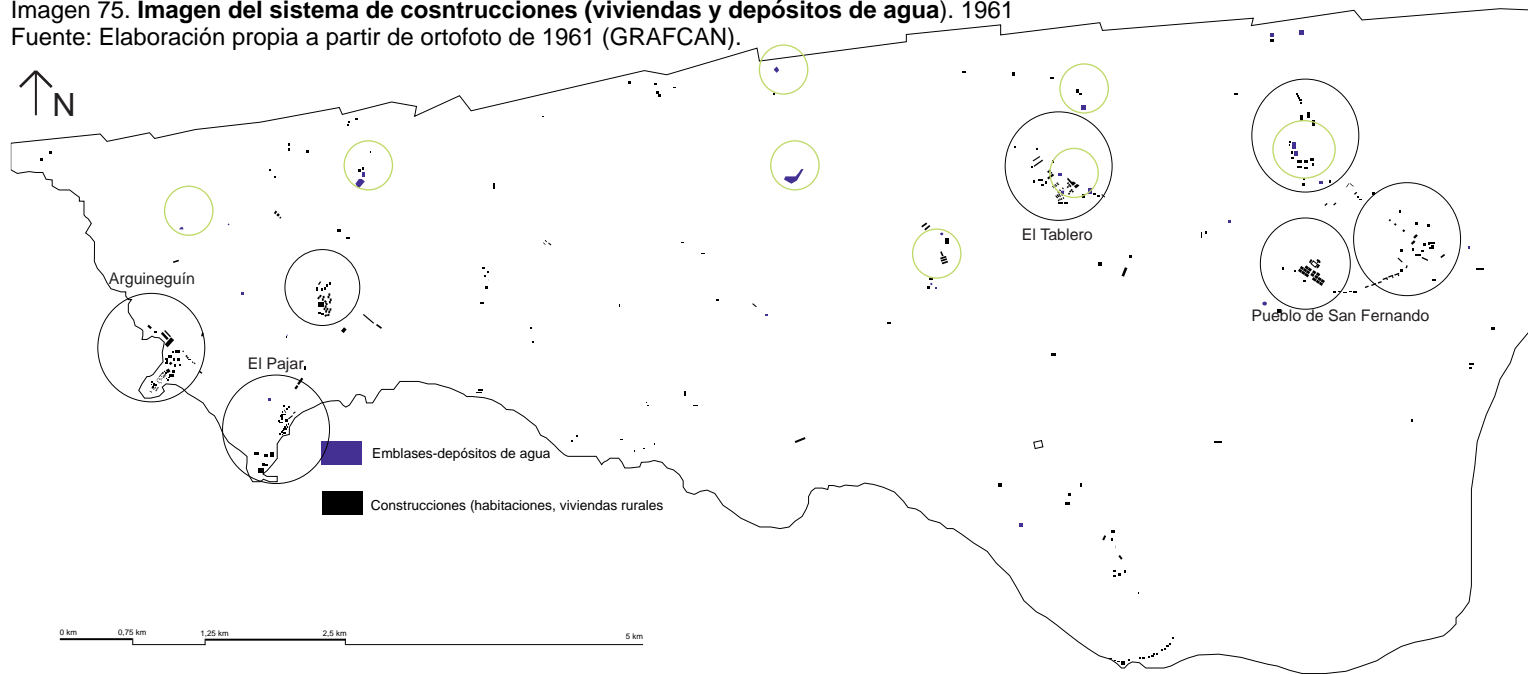 Imagen 75. Imagen del sistema de cosntrucciones (viviendas y depósitos de agua). 1961
Fuente: Elaboración propia a partir de ortofoto de 1961 (GRAFCAN).
N
El Tablero
Arguineguín
Pueblo de San Fernando
El Pajar
Emblases-depósitos de agua
Construcciones (habitaciones, viviendas rurales
0 km 0,75 km 1,25 km 2,5 km 5 km